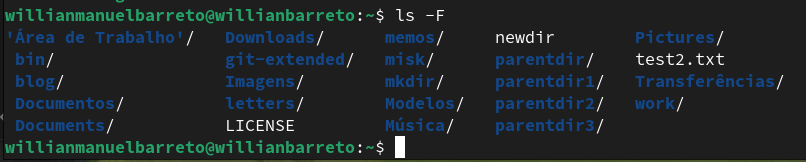 willianmanuelbarreto@willianbarreto:~$ ls -F
'Área de Trabalho'/ Downloads/ memos/ newdir Pictures/
bin/ git-extended/ misk/ parentdir/ test2.txt
blog/ Imagens/ mkdir/ parentdir1/ Transferências/
Documentos/ letters/ Modelos/ parentdir2/ work/
Documents/ LICENSE Música/ parentdir3/
willianmanuelbarreto@willianbarreto:~$